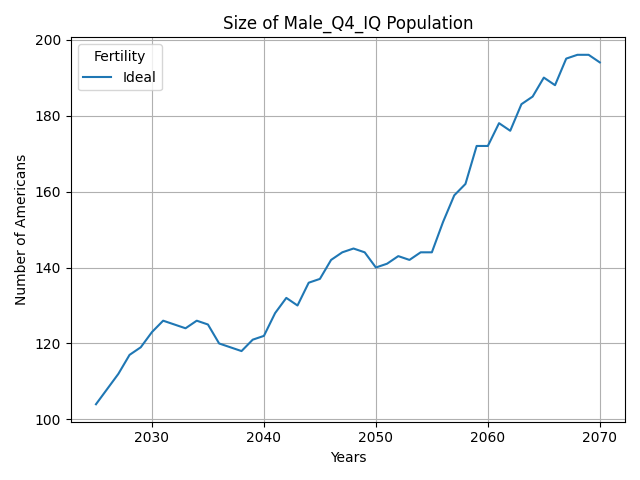 Size of Male_Q4_IQ Population
Fertility
Ideal
Number of Americans
200
180
160
140
120
100
2030 2040 2050 2060 2070
Years